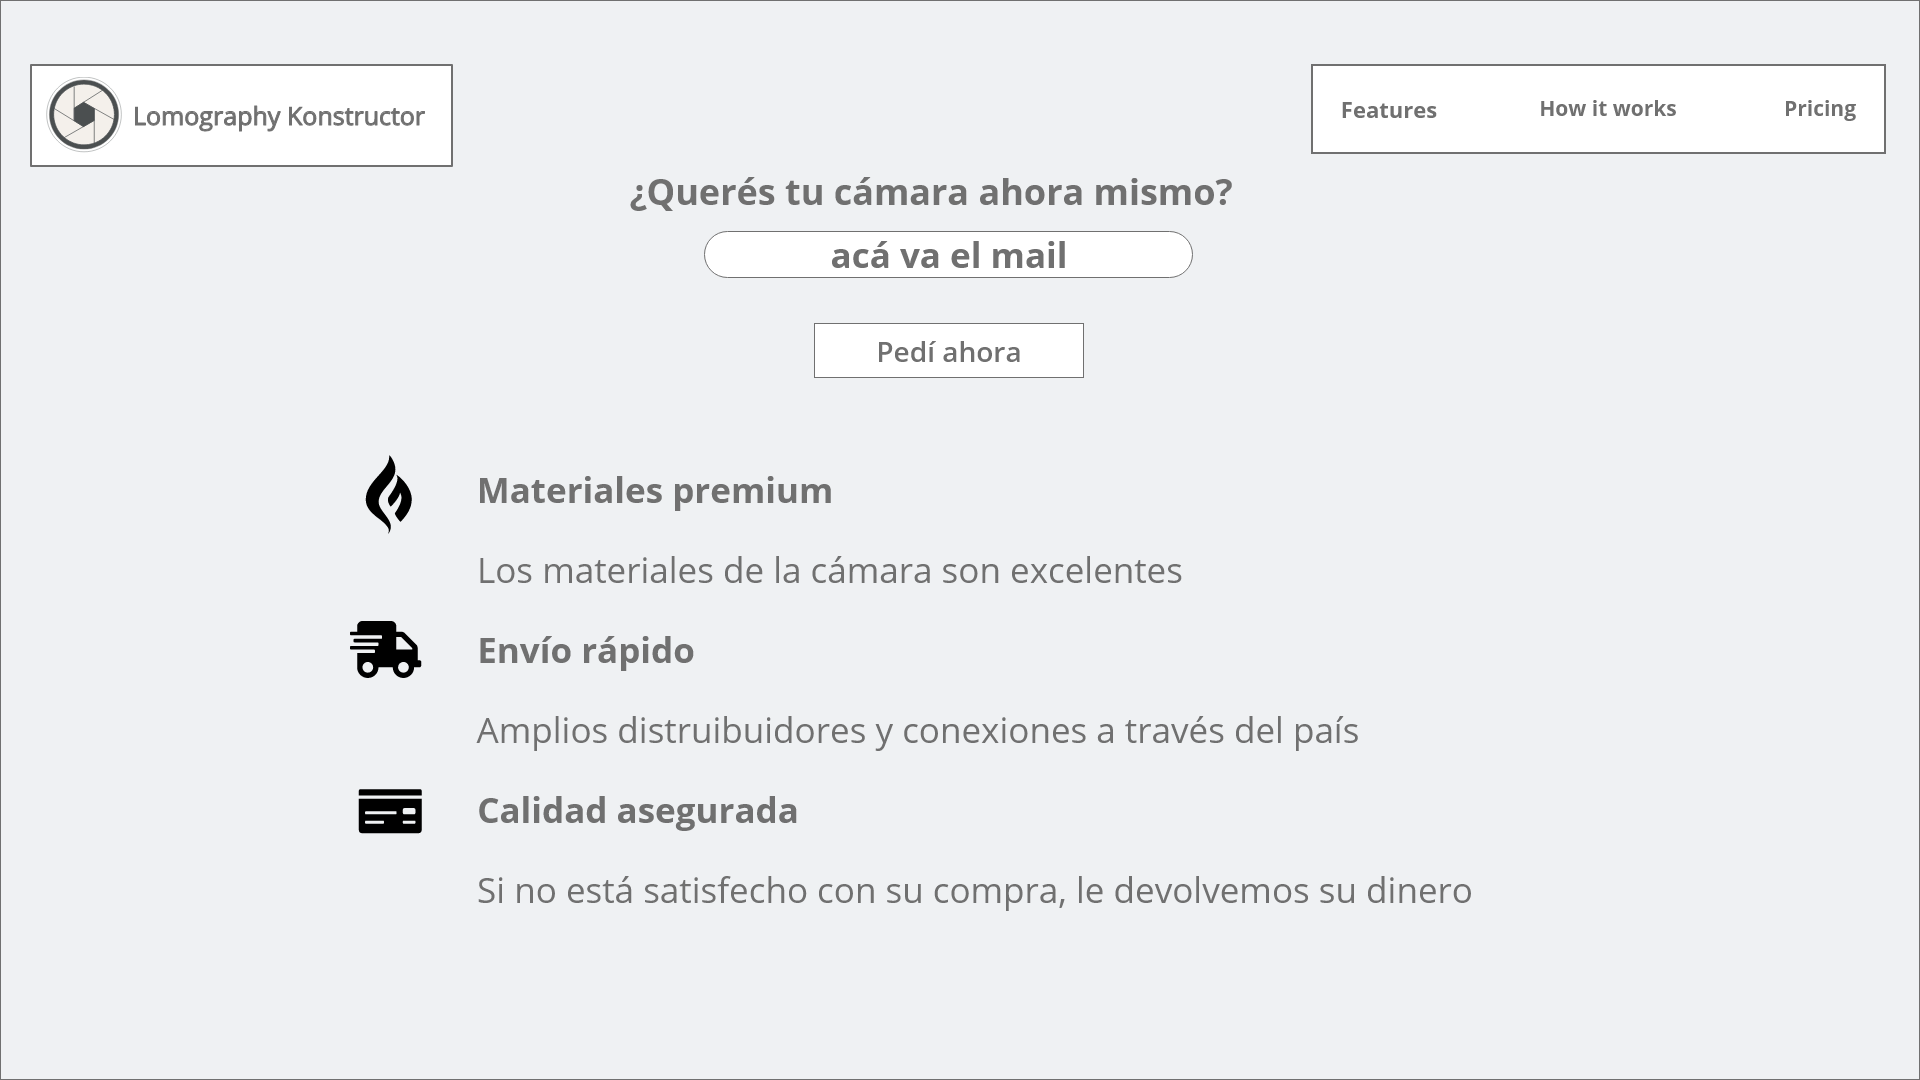 Lomography Konstructor
Features
How it works
Pricing
¿Querés tu cámara ahora mismo?
acá va el mail
Pedí ahora
Materiales premium
Los materiales de la cámara son excelentes
Envío rápido
Amplios distruibuidores y conexiones a través del país
Calidad asegurada
Si no está satisfecho con su compra, le devolvemos su dinero